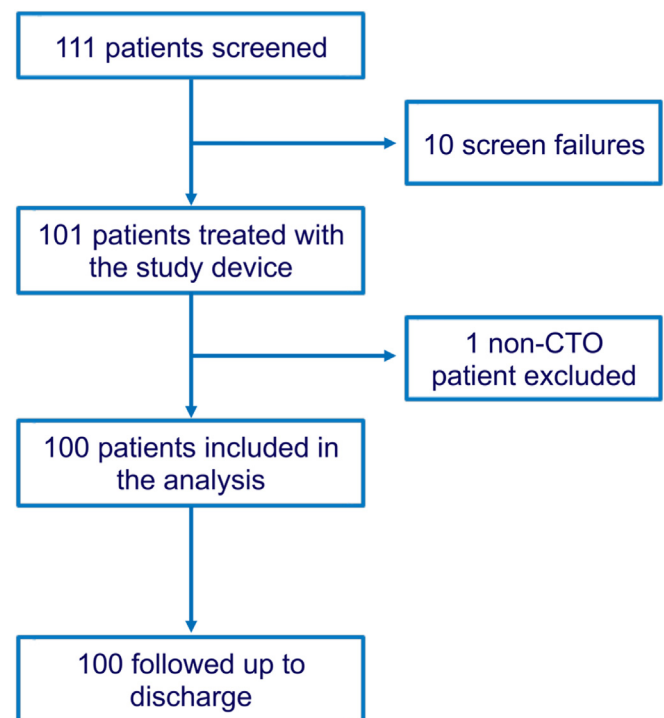 111 patients screened
10 screen failures
101 patients treated with
the study device
1 non-CTO
patient excluded
100 patients included in
the analysis
100 followed up to
discharge